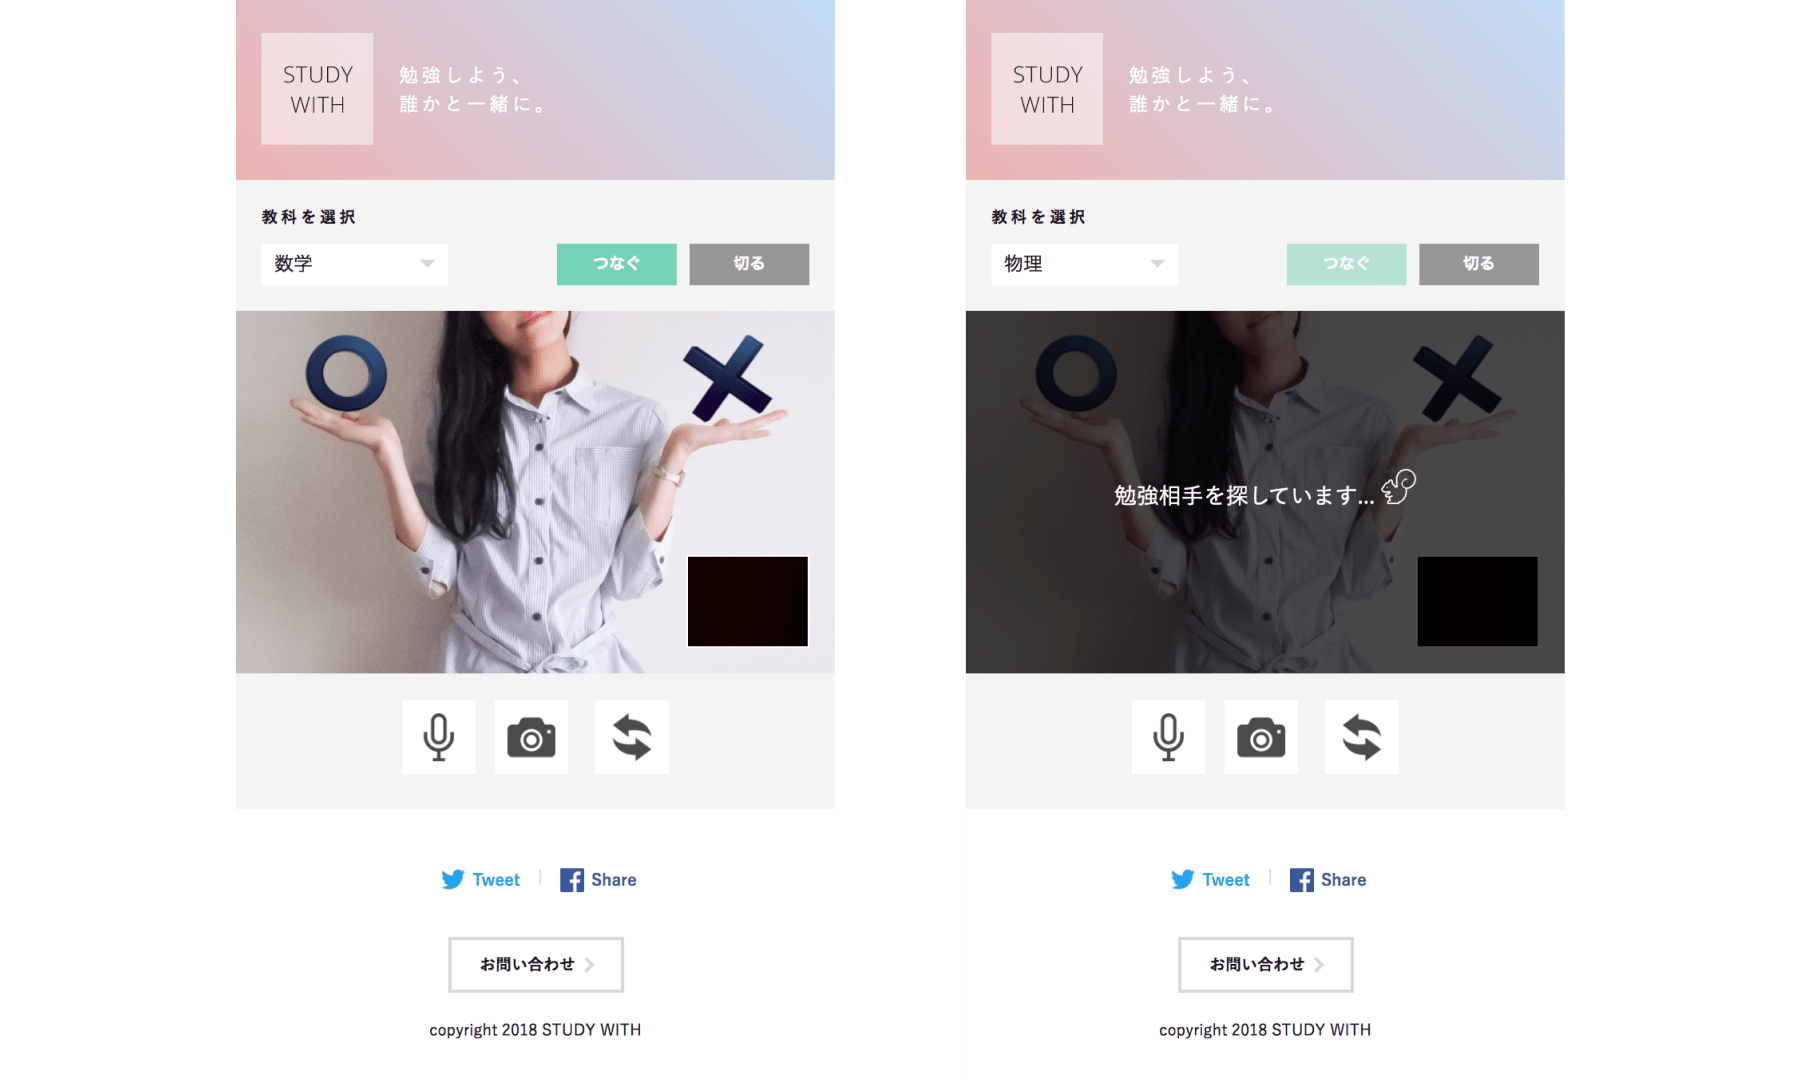 STUDY
WITH
勉強しよう、
誰かと一緒に。
教科を選択
数学
つなぐ
切る
Tweet
Share
お問い合わせ
copyright 2018 STUDY WITH
STUDY
WITH
勉強しよう、
誰かと一緒に。
教科を選択
物理
つなぐ
切る
勉強相手を探しています...
Tweet
Share
お問い合わせ
copyright 2018 STUDY WITH